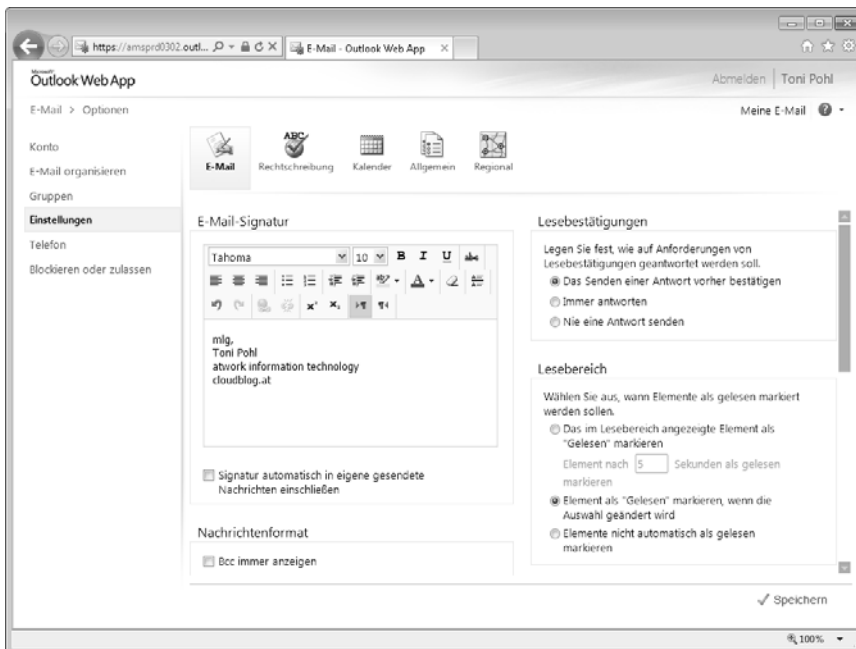 https://amsprd0302.outl...
E-Mail - Outlook Web App
Microsoft
Outlook Web App
Abmelden
Toni Pohl
E-Mail > Optionen
Meine E-Mail
Konto
E-Mail organisieren
Gruppen
Einstellungen
Telefon
Blockieren oder zulassen
ABC
E-Mail
Rechtschreibung
Kalender
Allgemein
Regional
E-Mail-Signatur
Tahoma
10
B I U abc
mlg,
Toni Pohl
atwork information technology
cloudblog.at
Signatur automatisch in eigene gesendete
Nachrichten einschließen
Nachrichtenformat
Bcc immer anzeigen
Lesebestätigungen
Legen Sie fest, wie auf Anforderungen von
Lesebestätigungen geantwortet werden soll.
Das Senden einer Antwort vorher bestätigen
Immer antworten
Nie eine Antwort senden
Lesebereich
Wählen Sie aus, wann Elemente als gelesen markiert
werden sollen.
Das im Lesebereich angezeigte Element als
"Gelesen" markieren
Element nach 5 Sekunden als gelesen
markieren
Element als "Gelesen" markieren, wenn die
Auswahl geändert wird
Elemente nicht automatisch als gelesen
markieren
Speichern
100%